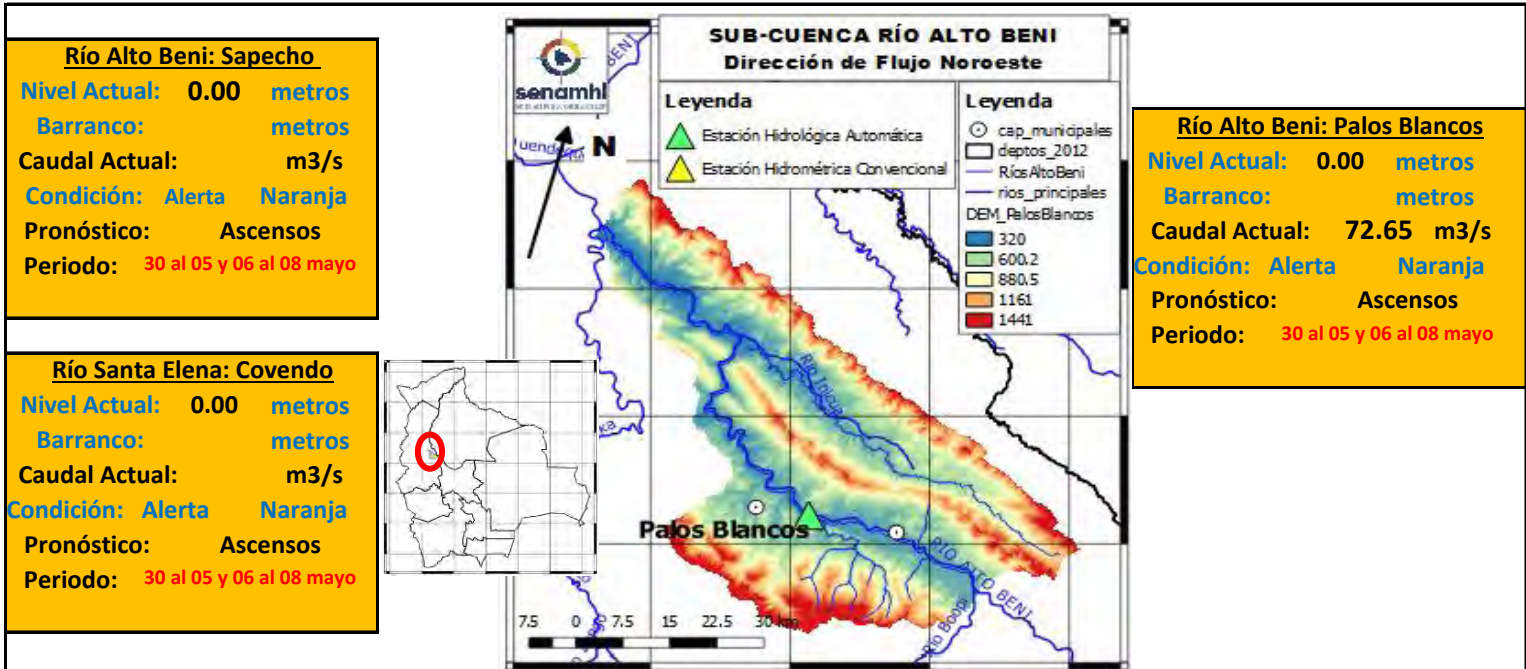 Río Alto Beni: Sapecho
Nivel Actual: 0.00 metros
Barranco: metros
Caudal Actual: m3/s
Condición: Alerta Naranja
Pronóstico: Ascensos
Periodo: 30 al 05 y 06 al 08 mayo
Río Santa Elena: Covendo
Nivel Actual: 0.00 metros
Barranco: metros
Caudal Actual: m3/s
Condición: Alerta Naranja
Pronóstico: Ascensos
Periodo: 30 al 05 y 06 al 08 mayo
SUB-CUENCA RÍO ALTO BENI
Dirección de Flujo Noroeste
senamhi
BENI
N
Leyenda
Estación Hidrológica Automática
Estación Hidrométrica Convencional
Leyenda
cap_municipales
deptos_2012
RíosAltoBeni
rios_principales
DEM_PalosBlancos
320
600.2
880.5
1161
1441
Río Inicua
Palos Blancos
RÍO ALTO BENI
Río Boopi
7.5 0 7.5 15 22.5 30 km
Río Alto Beni: Palos Blancos
Nivel Actual: 0.00 metros
Barranco: metros
Caudal Actual: 72.65 m3/s
Condición: Alerta Naranja
Pronóstico: Ascensos
Periodo: 30 al 05 y 06 al 08 mayo